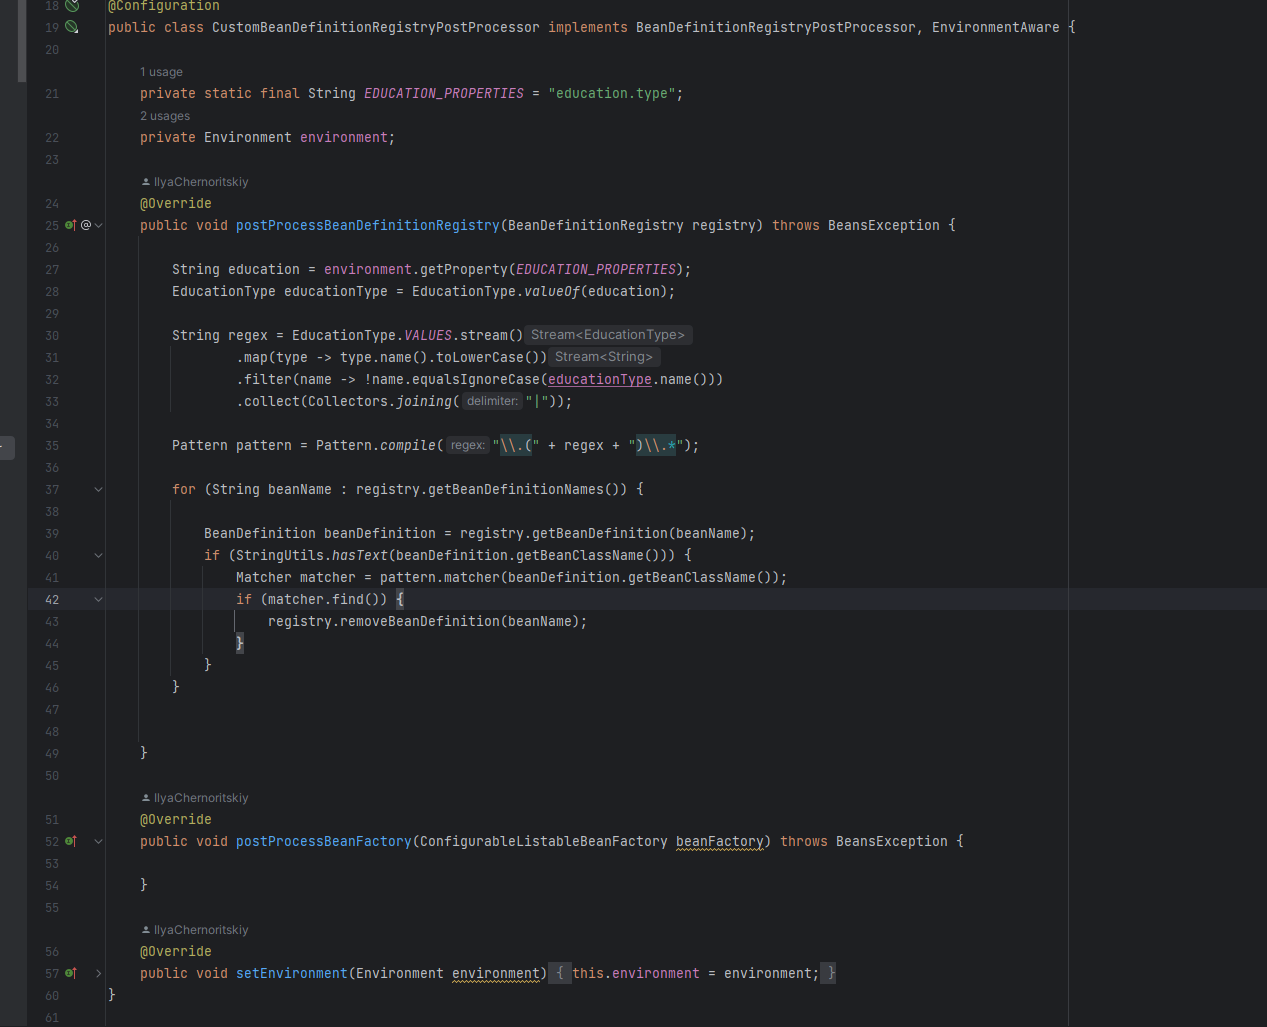 18 @Configuration
19 public class CustomBeanDefinitionRegistryPostProcessor implements BeanDefinitionRegistryPostProcessor, EnvironmentAware {
20
1 usage
21 private static final String EDUCATION_PROPERTIES = "education.type";
2 usages
22 private Environment environment;
23
IlyaChernoritskiy
24 @Override
25 @ public void postProcessBeanDefinitionRegistry(BeanDefinitionRegistry registry) throws BeansException {
26
27 String education = environment.getProperty(EDUCATION_PROPERTIES);
28 EducationType educationType = EducationType.valueOf(education);
29
30 String regex = EducationType.VALUES.stream() Stream<EducationType>
31 .map(type -> type.name().toLowerCase()) Stream<String>
32 .filter(name -> !name.equalsIgnoreCase(educationType.name()))
33 .collect(Collectors.joining( delimiter: "|"));
34
35 Pattern pattern = Pattern.compile( regex: "\\.(" + regex + ")\\.*");
36
37 for (String beanName : registry.getBeanDefinitionNames()) {
38
39 BeanDefinition beanDefinition = registry.getBeanDefinition(beanName);
40 if (StringUtils.hasText(beanDefinition.getBeanClassName())) {
41 Matcher matcher = pattern.matcher(beanDefinition.getBeanClassName());
42 if (matcher.find()) {
43 registry.removeBeanDefinition(beanName);
44 }
45 }
46 }
47
48
49 }
50
IlyaChernoritskiy
51 @Override
52 public void postProcessBeanFactory(ConfigurableListableBeanFactory beanFactory) throws BeansException {
53
54 }
55
IlyaChernoritskiy
56 @Override
57 public void setEnvironment(Environment environment) { this.environment = environment; }
60 }
61